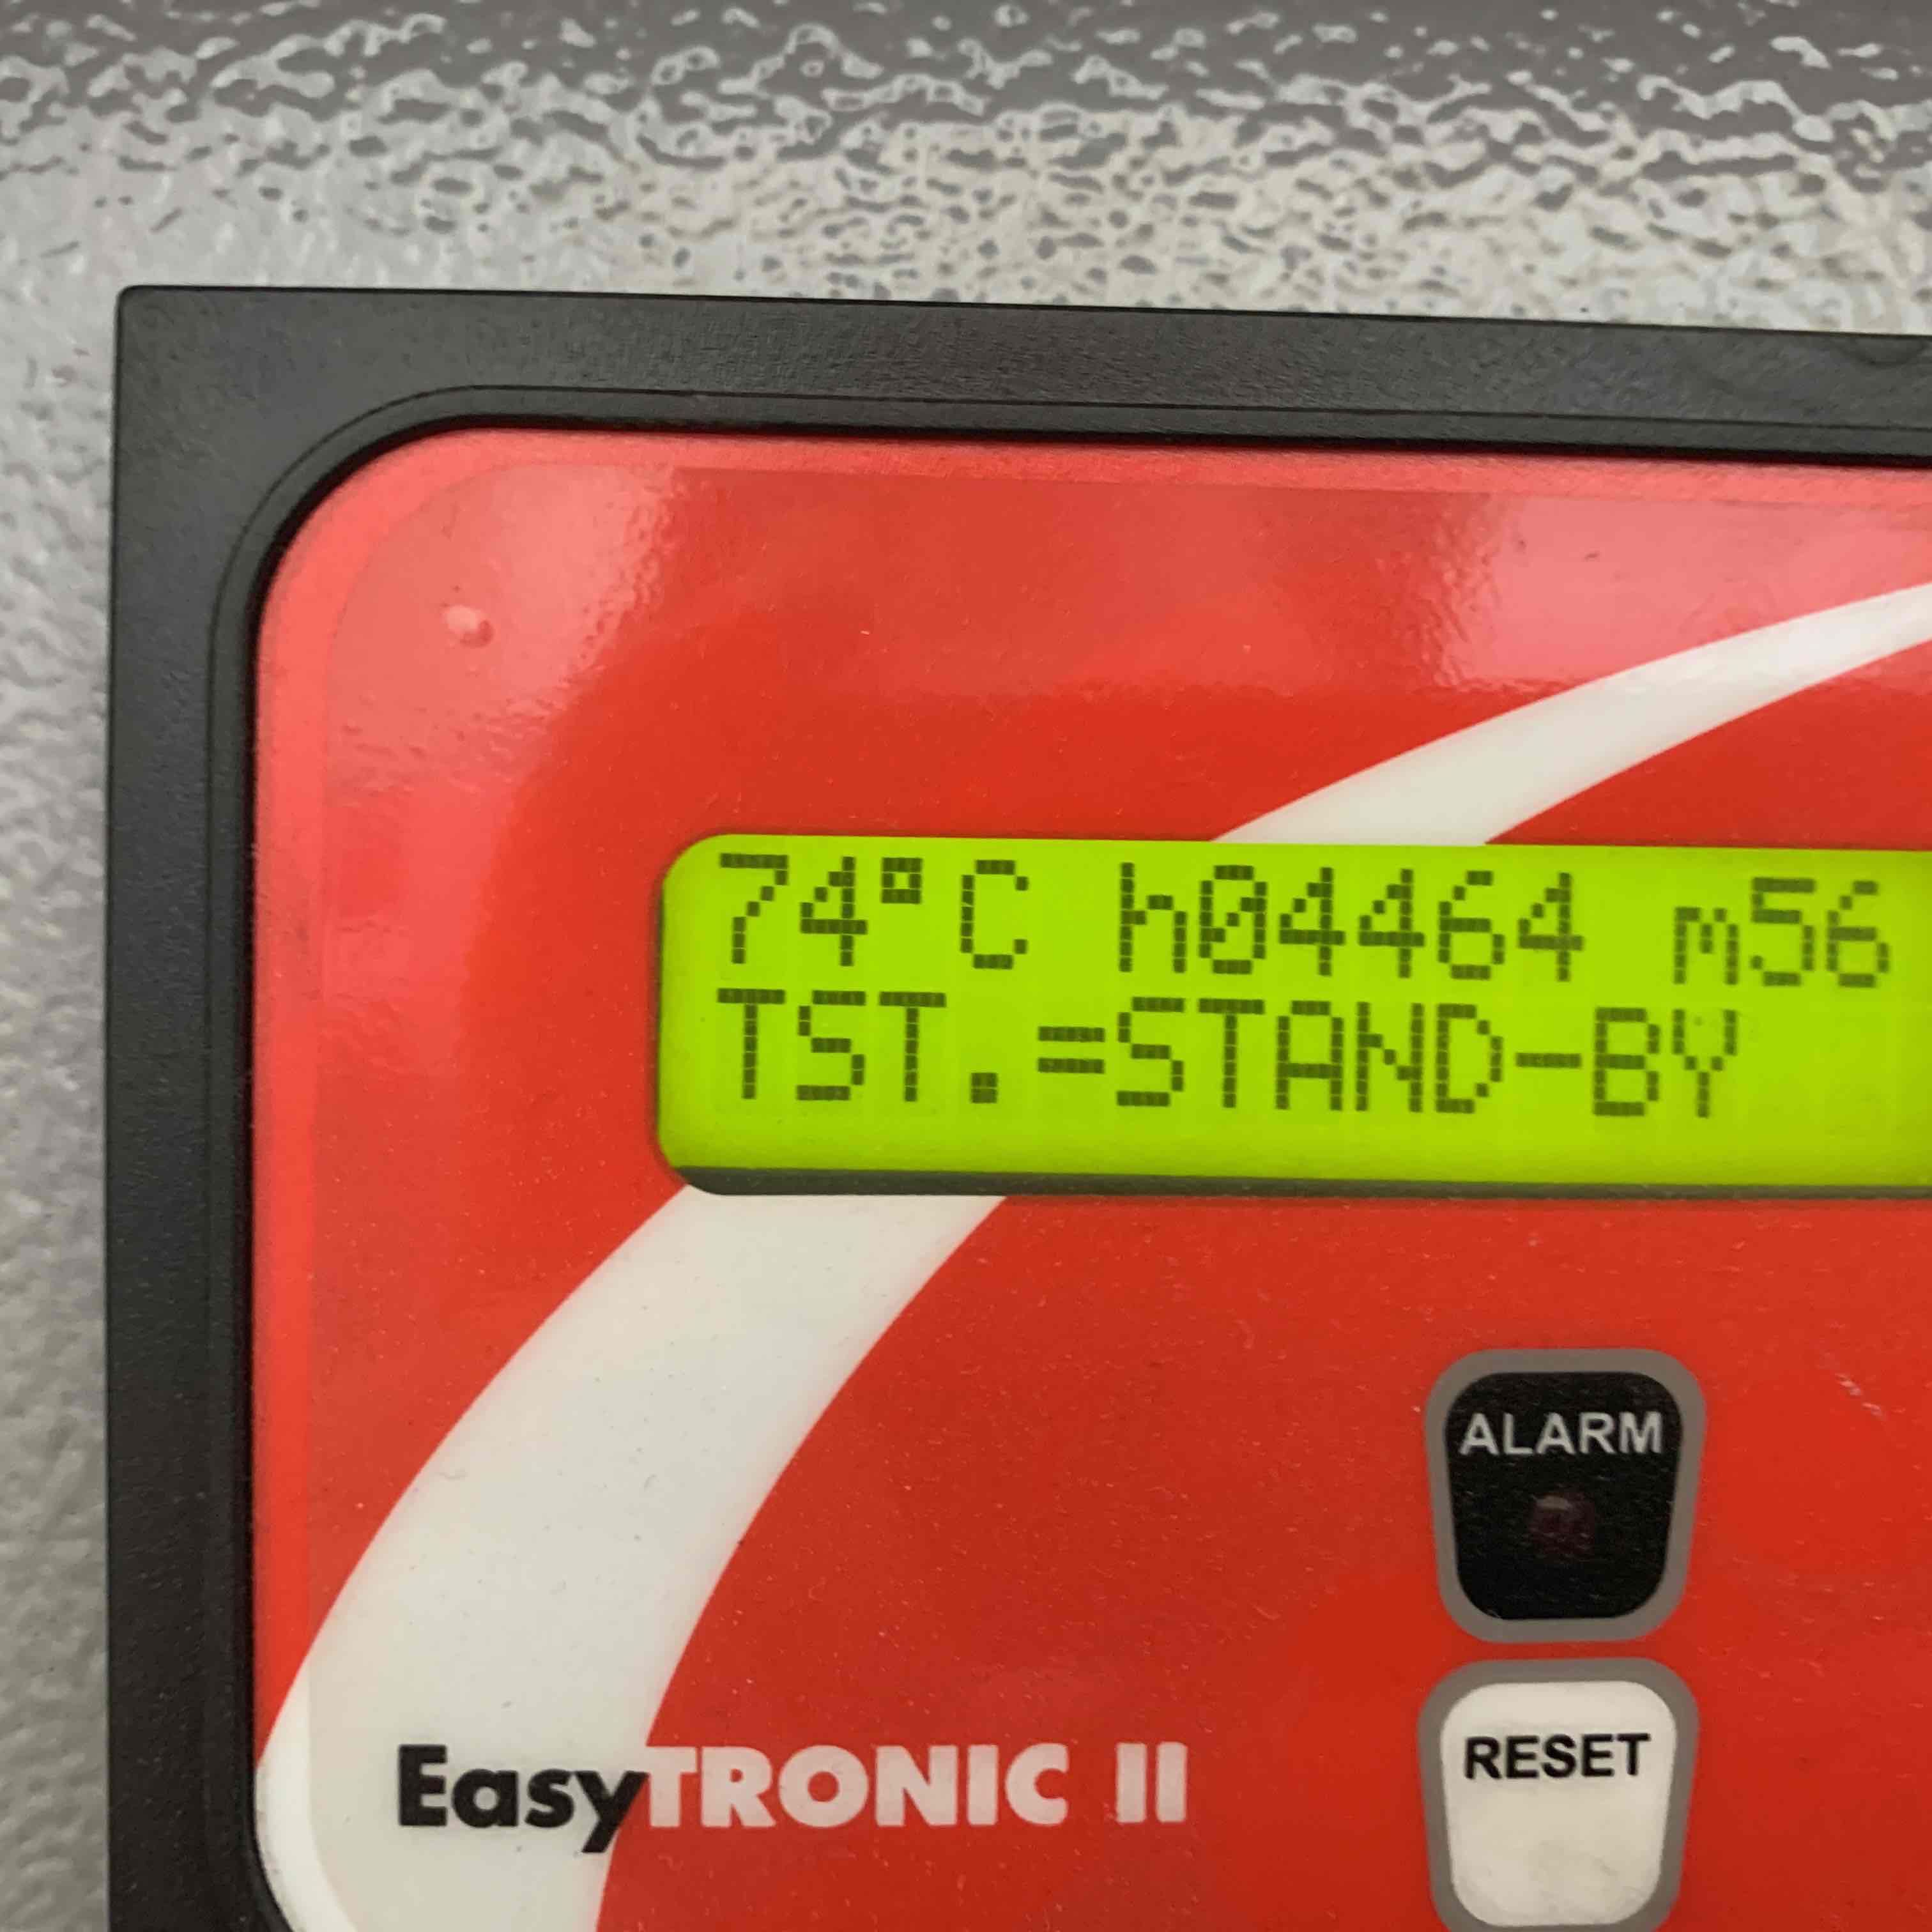 74°C h04464 m56
TST.=STAND-BY
ALARM
RESET
EasyTRONIC II